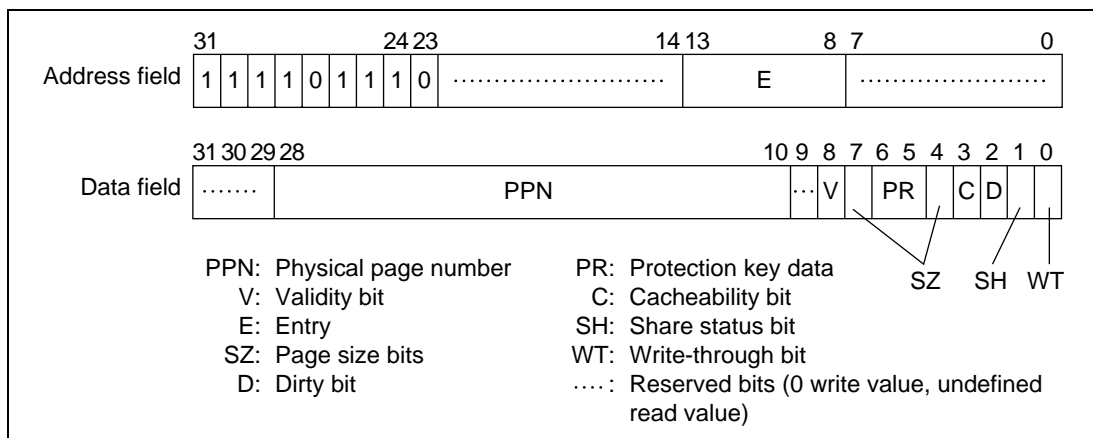 31 24 23 14 13 8 7 0
Address field 1 1 1 1 0 1 1 1 0 ........................ E ........................
31 30 29 28 10 9 8 7 6 5 4 3 2 1 0
Data field ....... PPN ... V PR C D
SZ SH WT
PPN: Physical page number PR: Protection key data
V: Validity bit C: Cacheability bit
E: Entry SH: Share status bit
SZ: Page size bits WT: Write-through bit
D: Dirty bit ....: Reserved bits (0 write value, undefined
read value)